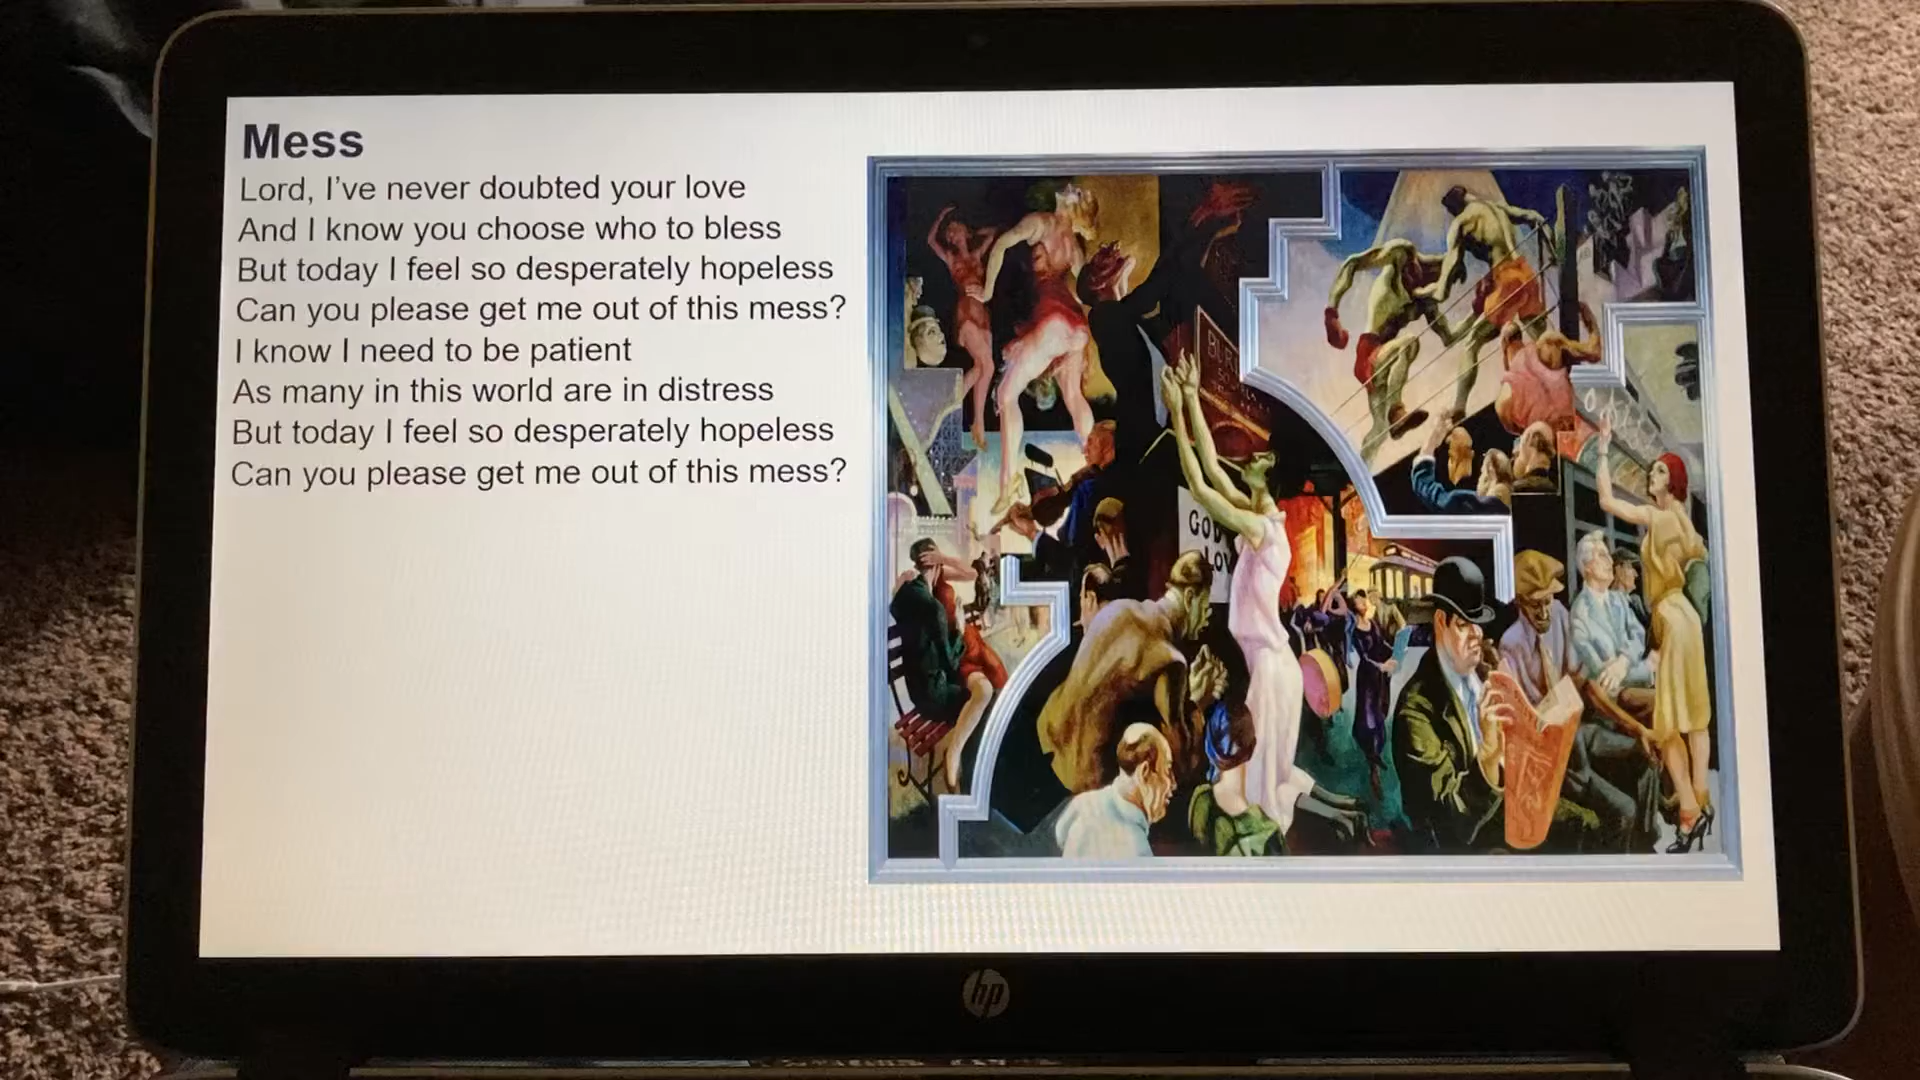 Mess
Lord, I've never doubted your love
And I know you choose who to bless
But today I feel so desperately hopeless
Can you please get me out of this mess?
I know I need to be patient
As many in this world are in distress
But today I feel so desperately hopeless
Can you please get me out of this mess?
GOD
LOV
hp